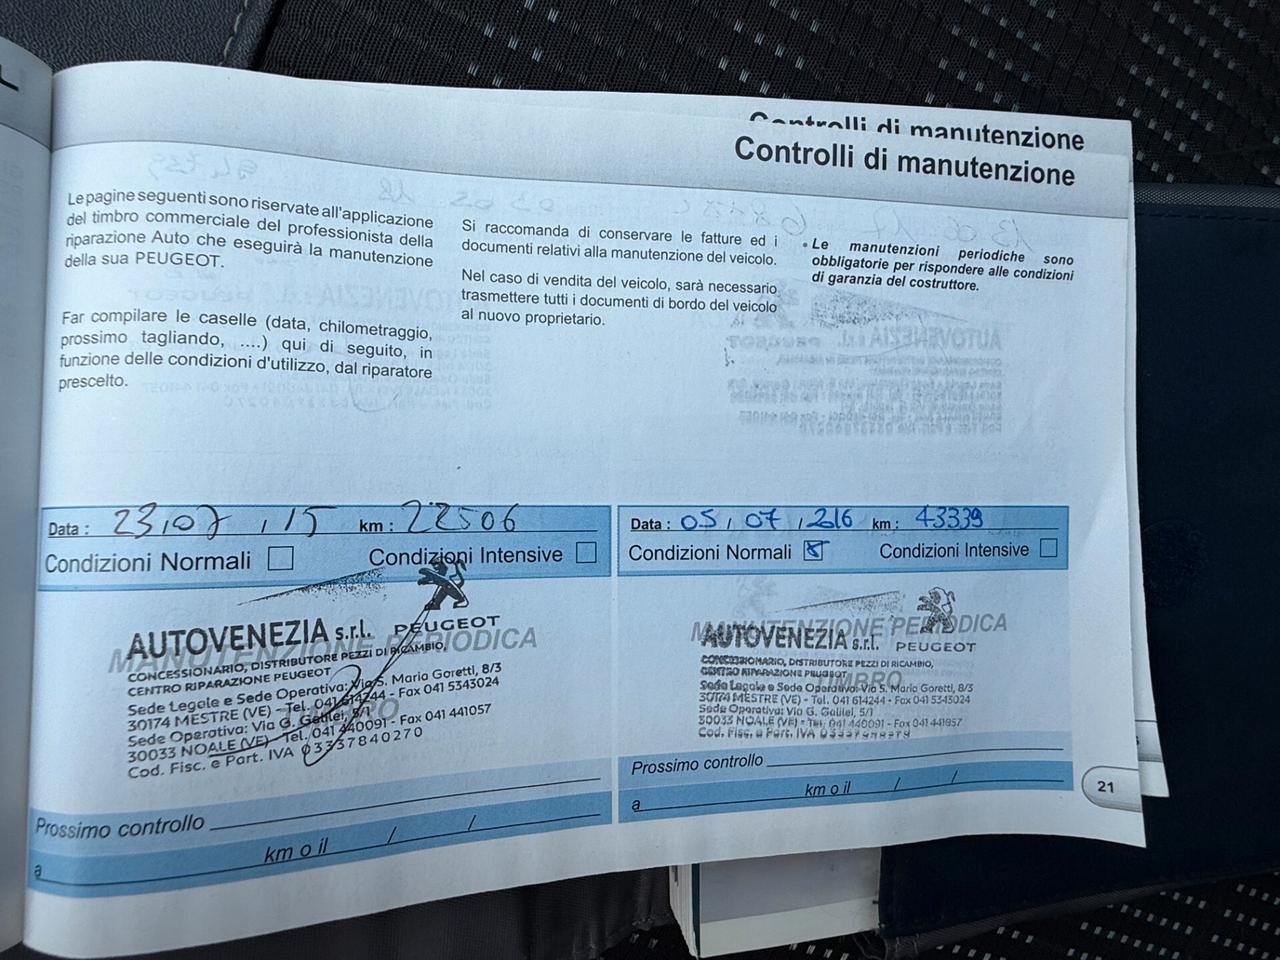 Controlli di manutenzione
Controlli di manutenzione
Le pagine seguenti sono riservate all'applicazione
del timbro commerciale del professionista della
riparazione Auto che eseguirà la manutenzione
della sua PEUGEOT.
Far compilare le caselle (data, chilometraggio,
prossimo tagliando, ....) qui di seguito, in
funzione delle condizioni d'utilizzo, dal riparatore
prescelto.
Si raccomanda di conservare le fatture ed i
documenti relativi alla manutenzione del veicolo.
Nel caso di vendita del veicolo, sarà necessario
trasmettere tutti i documenti di bordo del veicolo
al nuovo proprietario.
• Le manutenzioni periodiche sono
obbligatorie per rispondere alle condizioni
di garanzia del costruttore.
Data : 23/07/15 km : 22506
Condizioni Normali Condizioni Intensive
MANUTENZIONE PERIODICA
TIMBRO
AUTOVENEZIA s.r.l. PEUGEOT
CONCESSIONARIO, DISTRIBUTORE PEZZI DI RICAMBIO,
CENTRO RIPARAZIONE PEUGEOT
Sede Legale e Sede Operativa: Via S. Maria Goretti, 8/3
30174 MESTRE (VE) - Tel. 041 614244 - Fax 041 5343024
Sede Operativa: Via G. Galilei, 5/1
30033 NOALE (VE) - Tel. 041 440091 - Fax 041 441057
Cod. Fisc. e Part. IVA 03337840270
Prossimo controllo
a km o il / /
Data : 05/07/2016 km : 43339
Condizioni Normali Condizioni Intensive
MANUTENZIONE PERIODICA
TIMBRO
AUTOVENEZIA s.r.l. PEUGEOT
CONCESSIONARIO, DISTRIBUTORE PEZZI DI RICAMBIO,
CENTRO RIPARAZIONE PEUGEOT
Sede Legale e Sede Operativa: Via S. Maria Goretti, 8/3
30174 MESTRE (VE) - Tel. 041 614244 - Fax 041 5343024
Sede Operativa: Via G. Galilei, 5/1
30033 NOALE (VE) - Tel. 041 440091 - Fax 041 441057
Cod. Fisc. e Part. IVA
Prossimo controllo
a km o il / /
21